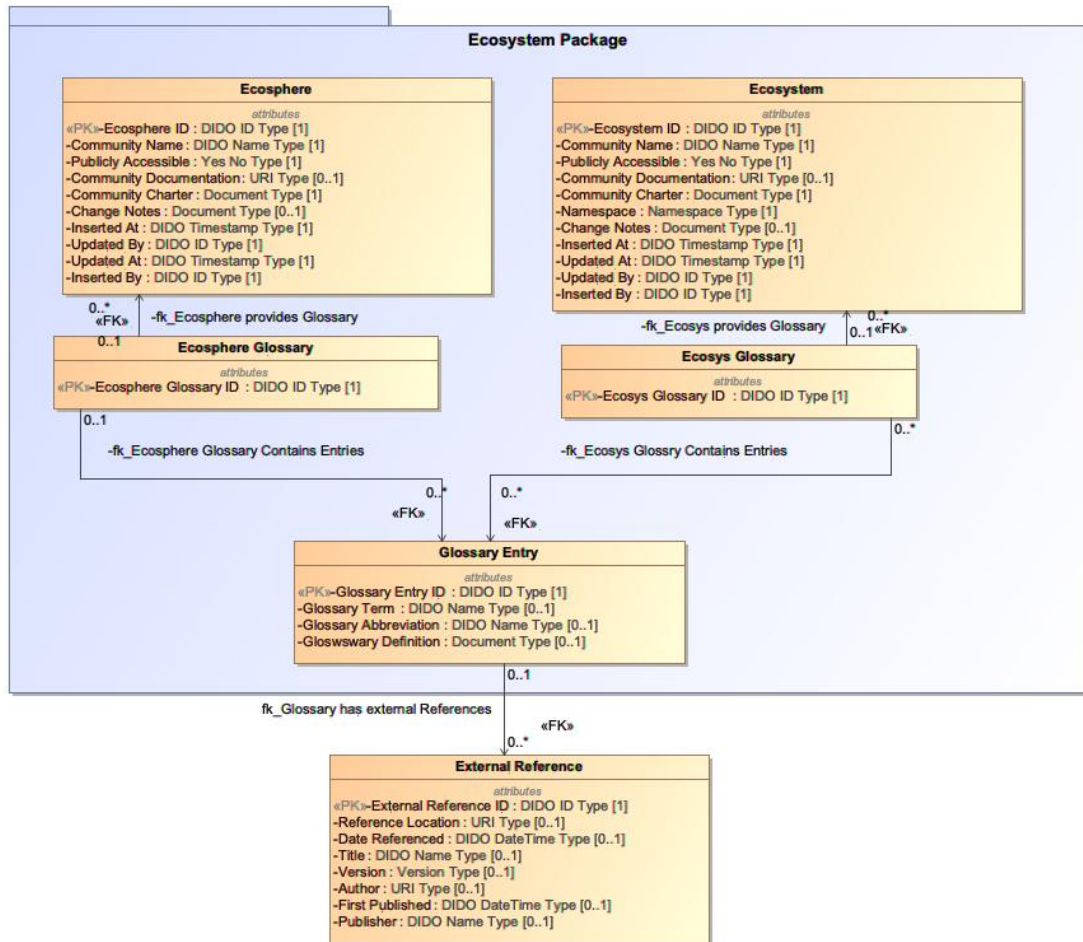 Ecosystem Package
Ecosphere
attributes
«PK»-Ecosphere ID : DIDO ID Type [1]
-Community Name : DIDO Name Type [1]
-Publicly Accessible : Yes No Type [1]
-Community Documentation : URI Type [0..1]
-Community Charter : Document Type [1]
-Change Notes : Document Type [0..1]
-Inserted At : DIDO Timestamp Type [1]
-Updated By : DIDO ID Type [1]
-Updated At : DIDO Timestamp Type [1]
-Inserted By : DIDO ID Type [1]
Ecosystem
attributes
«PK»-Ecosystem ID : DIDO ID Type [1]
-Community Name : DIDO Name Type [1]
-Publicly Accessible : Yes No Type [1]
-Community Documentation : URI Type [0..1]
-Community Charter : Document Type [1]
-Namespace : Namespace Type [1]
-Change Notes : Document Type [0..1]
-Inserted At : DIDO Timestamp Type [1]
-Updated At : DIDO Timestamp Type [1]
-Updated By : DIDO ID Type [1]
-Inserted By : DIDO ID Type [1]
0..*
«FK»
-fk_Ecosphere provides Glossary
0..1
-fk_Ecosys provides Glossary
0..*
0..1
«FK»
Ecosphere Glossary
attributes
«PK»-Ecosphere Glossary ID : DIDO ID Type [1]
Ecosys Glossary
attributes
«PK»-Ecosys Glossary ID : DIDO ID Type [1]
0..1
-fk_Ecosphere Glossary Contains Entries
0..*
«FK»
0..*
-fk_Ecosys Glossry Contains Entries
0..*
«FK»
Glossary Entry
attributes
«PK»-Glossary Entry ID : DIDO ID Type [1]
-Glossary Term : DIDO Name Type [0..1]
-Glossary Abbreviation : DIDO Name Type [0..1]
-Gloswswary Definition : Document Type [0..1]
0..1
fk_Glossary has external References
«FK»
0..*
External Reference
attributes
«PK»-External Reference ID : DIDO ID Type [1]
-Reference Location : URI Type [0..1]
-Date Referenced : DIDO DateTime Type [0..1]
-Title : DIDO Name Type [0..1]
-Version : Version Type [0..1]
-Author : URI Type [0..1]
-First Published : DIDO DateTime Type [0..1]
-Publisher : DIDO Name Type [0..1]